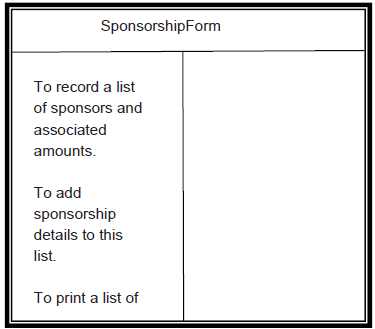 SponsorshipForm
To record a list
of sponsors and
associated
amounts.
To add
sponsorship
details to this
list.
To print a list of